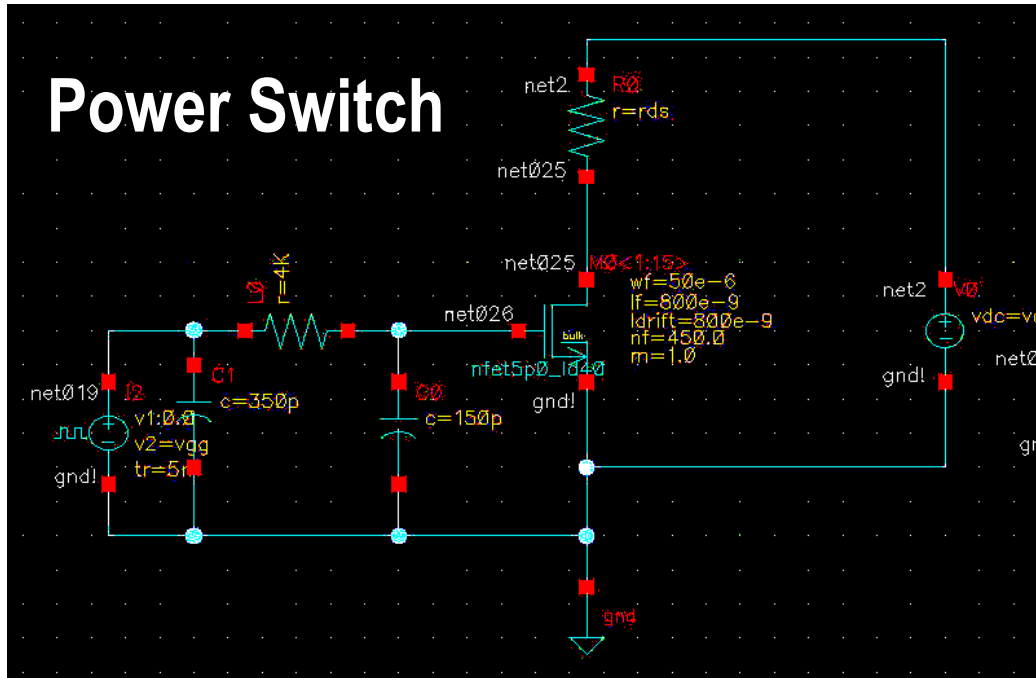 Power Switch
net2
R0
r=rds
net025
net025
M0<1:15>
wf=50e-6
lf=800e-9
ldrift=800e-9
nf=450.0
m=1.0
net026
bulk
nfet5p0_ld40
gnd!
r=4K
net2
V0
gnd!
net019
I2
v1:0.0
v2=vgg
gnd!
C1
c=350p
c=150p
gnd